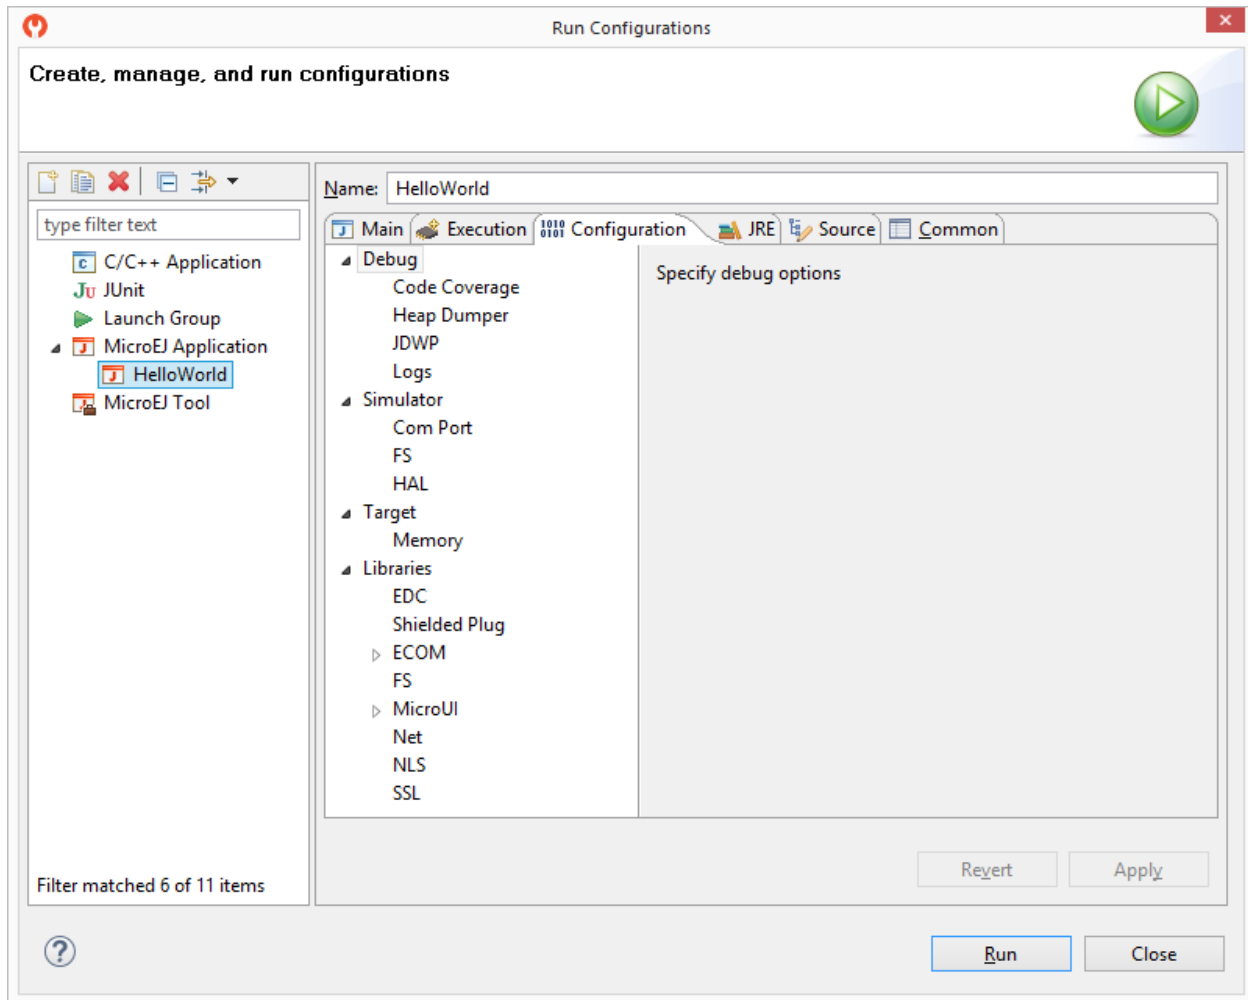 Run Configurations
Create, manage, and run configurations
type filter text
C/C++ Application
JUnit
Launch Group
MicroEJ Application
HelloWorld
MicroEJ Tool
Filter matched 6 of 11 items
Name: HelloWorld
Main Execution Configuration JRE Source Common
Debug
Code Coverage
Heap Dumper
JDWP
Logs
Simulator
Com Port
FS
HAL
Target
Memory
Libraries
EDC
Shielded Plug
ECOM
FS
MicroUI
Net
NLS
SSL
Specify debug options
Revert Apply
Run Close